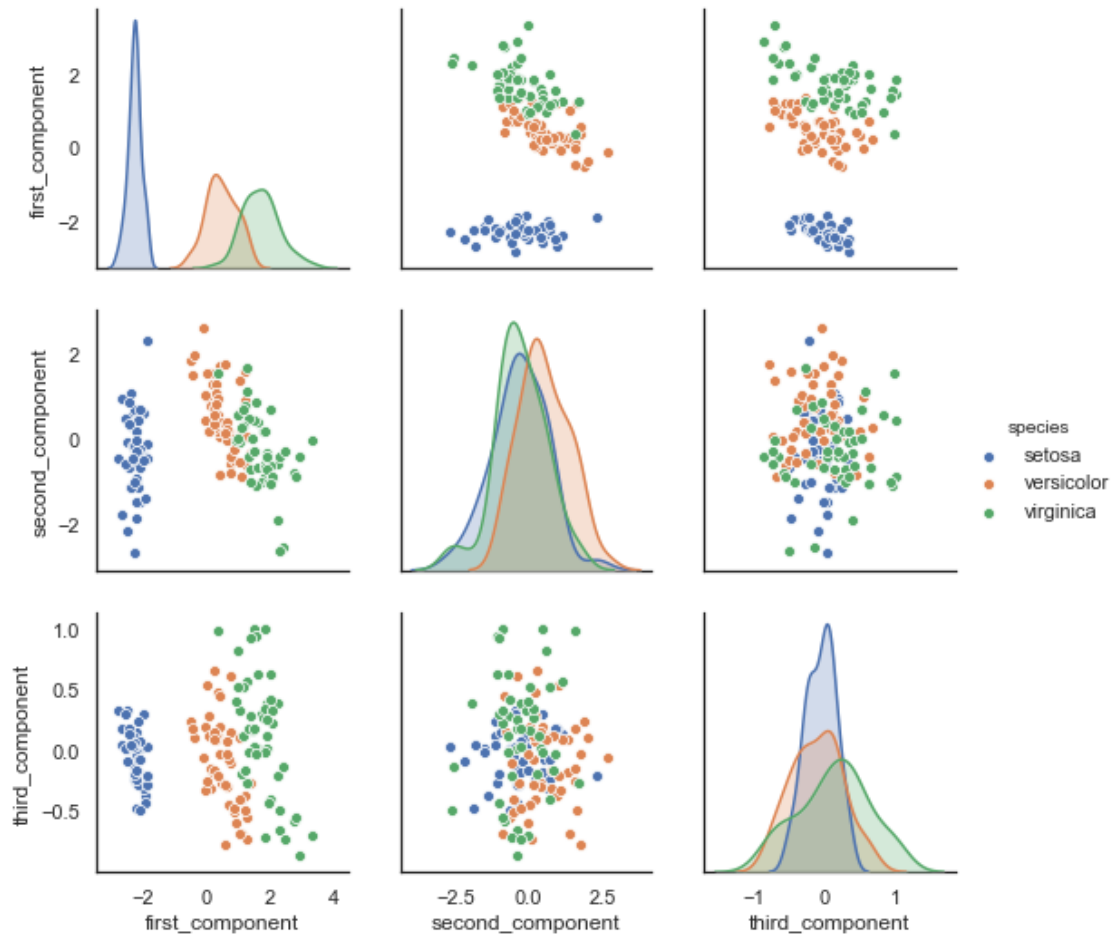 first_component
2
0
−2
second_component
2
0
−2
third_component
1.0
0.5
0.0
−0.5
−2 0 2 4
first_component
−2.5 0.0 2.5
second_component
−1 0 1
third_component
species
setosa
versicolor
virginica